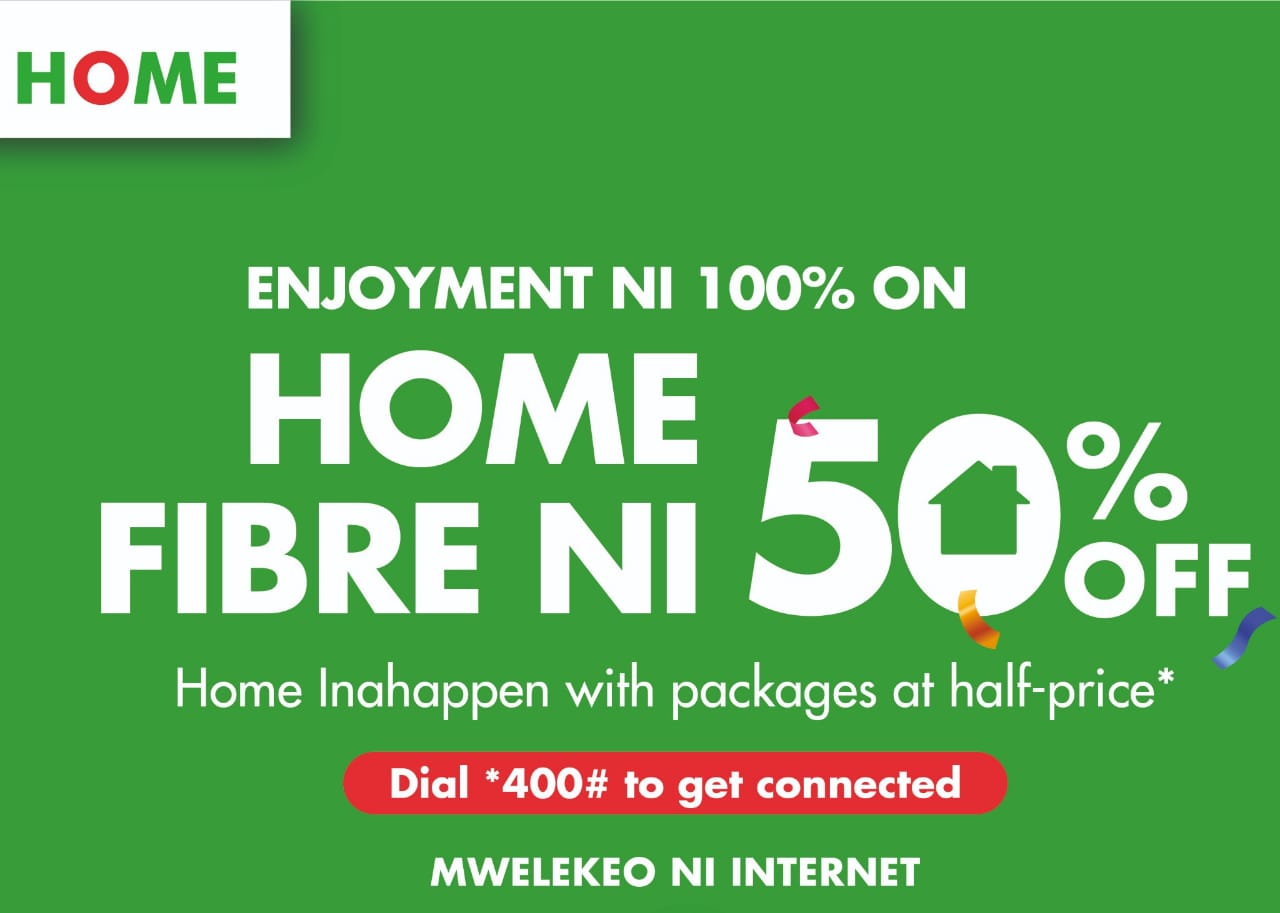 HOME
ENJOYMENT NI 100% ON
HOME
FIBRE NI 50% OFF
Home Inahappen with packages at half-price*
Dial *400# to get connected
MWELEKEO NI INTERNET